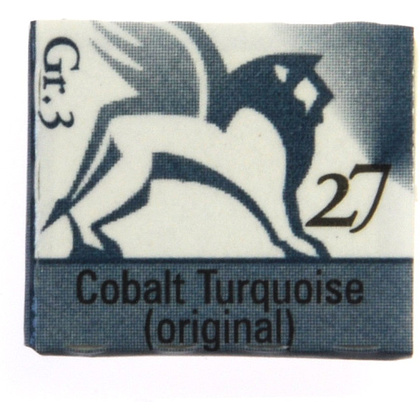 Gr.3
27
Cobalt Turquoise
(original)